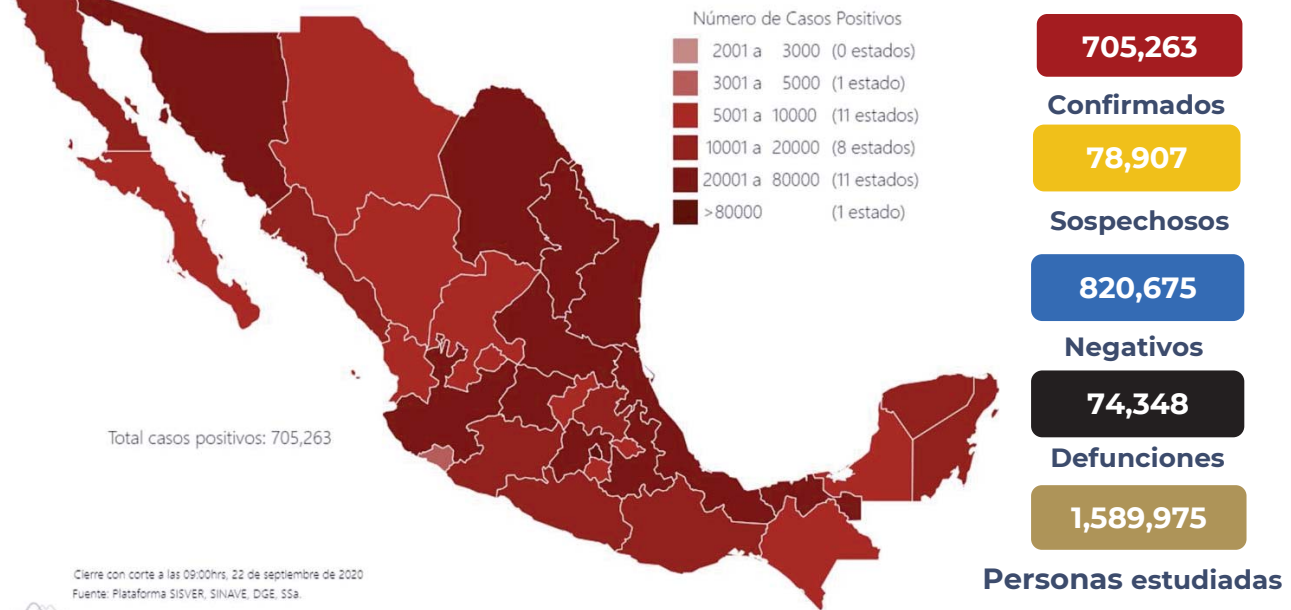 Número de Casos Positivos
2001 a 3000 (0 estados)
3001 a 5000 (1 estado)
5001 a 10000 (11 estados)
10001 a 20000 (8 estados)
20001 a 80000 (11 estados)
>80000 (1 estado)
Total casos positivos: 705,263
Cierre con corte a las 09:00hrs, 22 de septiembre de 2020
Fuente: Plataforma SISVER, SINAVE, DGE, SSa.
705,263
Confirmados
78,907
Sospechosos
820,675
Negativos
74,348
Defunciones
1,589,975
Personas estudiadas